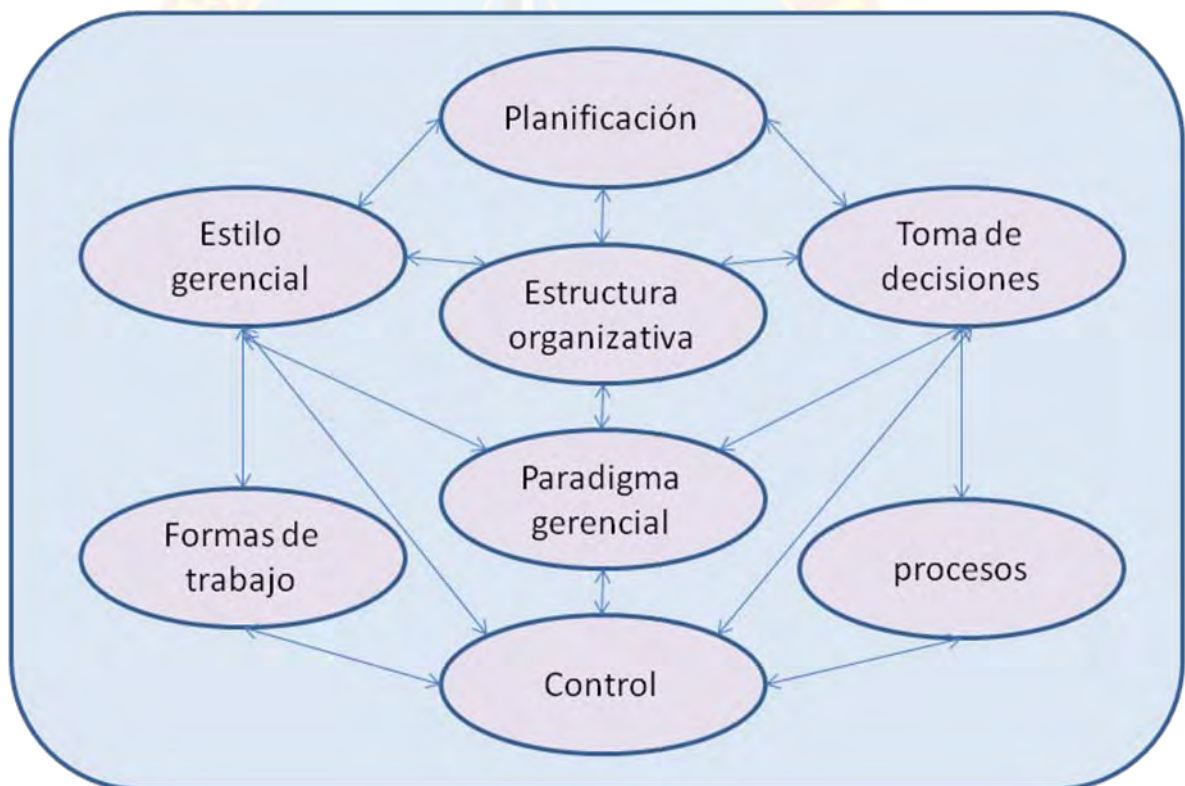 Planificación
Estilo
gerencial
Toma de
decisiones
Estructura
organizativa
Paradigma
gerencial
Formas de
trabajo
procesos
Control